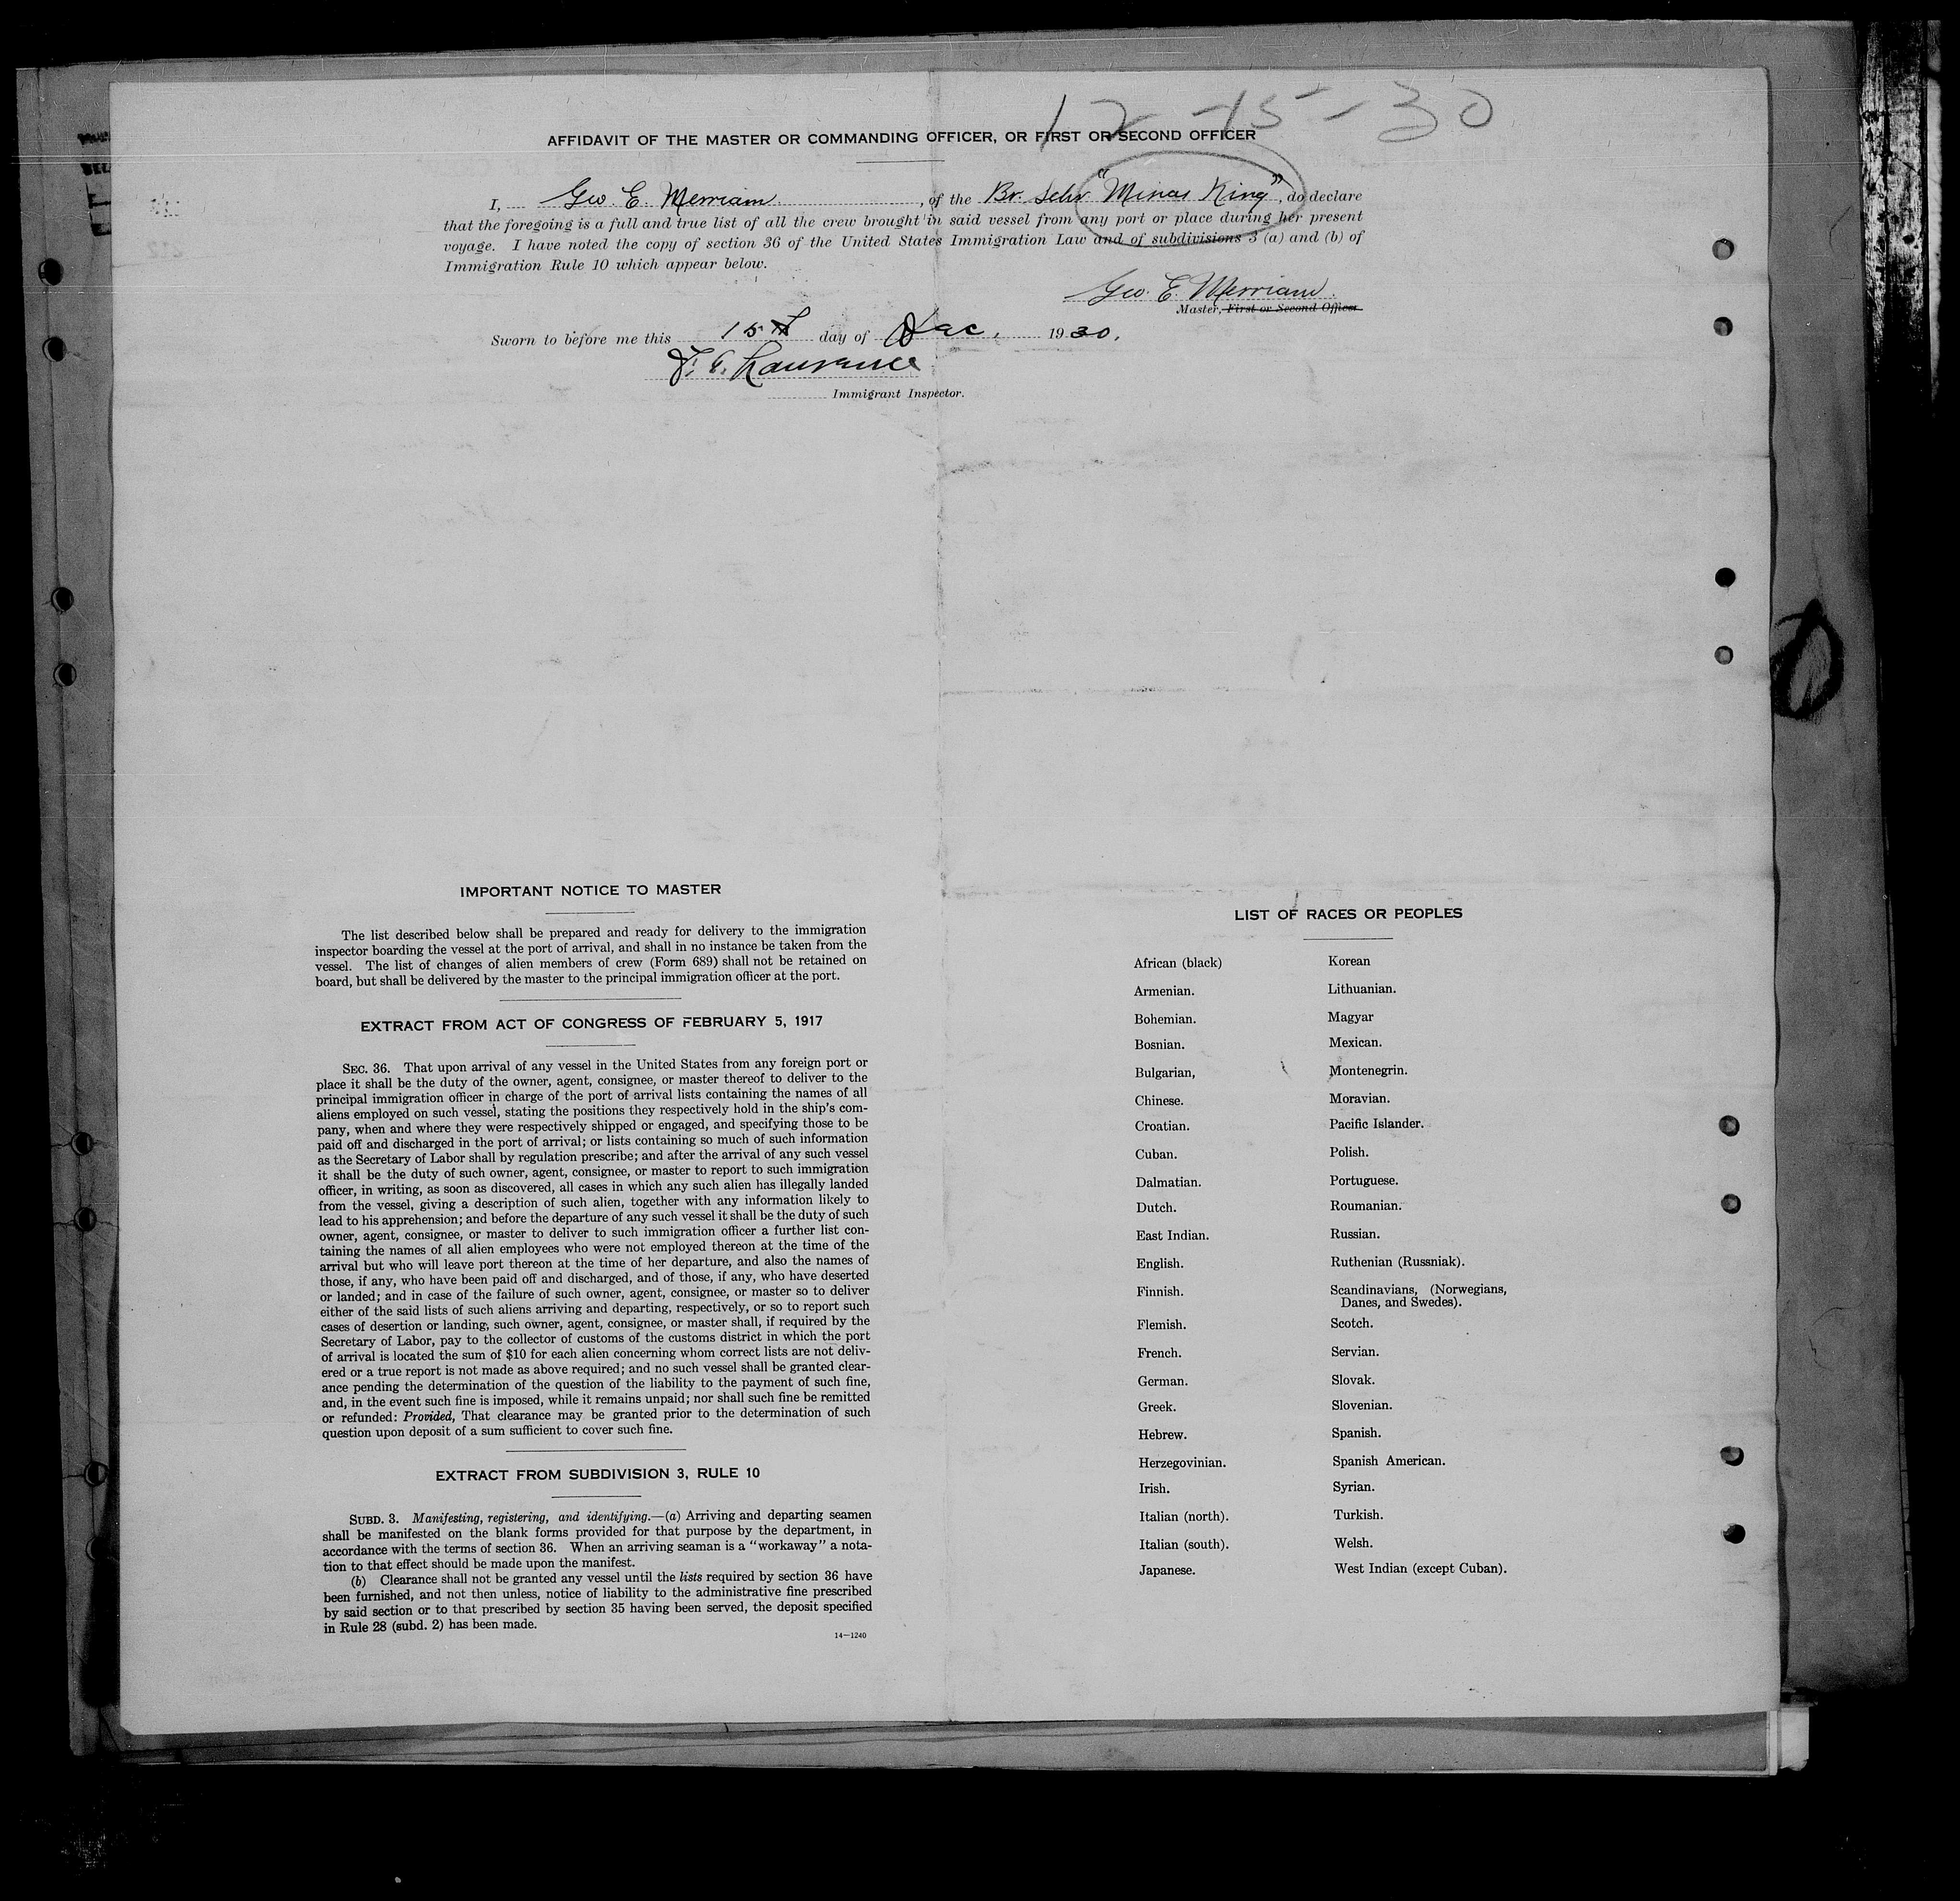 12-15-30
AFFIDAVIT OF THE MASTER OR COMMANDING OFFICER, OR FIRST OR SECOND OFFICER
I, Geo. E. Merriam, of the Br. Schr. "Minas King", do declare
that the foregoing is a full and true list of all the crew brought in said vessel from any port or place during her present
voyage. I have noted the copy of section 36 of the United States Immigration Law and of subdivisions 3 (a) and (b) of
Immigration Rule 10 which appear below.
Geo. E. Merriam.
Master, First or Second Officer
Sworn to before me this 15th day of Dec, 1930.
Immigrant Inspector.
IMPORTANT NOTICE TO MASTER
The list described below shall be prepared and ready for delivery to the immigration
inspector boarding the vessel at the port of arrival, and shall in no instance be taken from the
vessel. The list of changes of alien members of crew (Form 689) shall not be retained on
board, but shall be delivered by the master to the principal immigration officer at the port.
EXTRACT FROM ACT OF CONGRESS OF FEBRUARY 5, 1917
SEC. 36. That upon arrival of any vessel in the United States from any foreign port or
place it shall be the duty of the owner, agent, consignee, or master thereof to deliver to the
principal immigration officer in charge of the port of arrival lists containing the names of all
aliens employed on such vessel, stating the positions they respectively hold in the ship's com-
pany, when and where they were respectively shipped or engaged, and specifying those to be
paid off and discharged in the port of arrival; or lists containing so much of such information
as the Secretary of Labor shall by regulation prescribe; and after the arrival of any such vessel
it shall be the duty of such owner, agent, consignee, or master to report to such immigration
officer, in writing, as soon as discovered, all cases in which any such alien has illegally landed
from the vessel, giving a description of such alien, together with any information likely to
lead to his apprehension; and before the departure of any such vessel it shall be the duty of such
owner, agent, consignee, or master to deliver to such immigration officer a further list con-
taining the names of all alien employees who were not employed thereon at the time of the
arrival but who will leave port thereon at the time of her departure, and also the names of
those, if any, who have been paid off and discharged, and of those, if any, who have deserted
or landed; and in case of the failure of such owner, agent, consignee, or master so to deliver
either of the said lists of such aliens arriving and departing, respectively, or so to report such
cases of desertion or landing, such owner, agent, consignee, or master shall, if required by the
Secretary of Labor, pay to the collector of customs of the customs district in which the port
of arrival is located the sum of $10 for each alien concerning whom correct lists are not deliv-
ered or a true report is not made as above required; and no such vessel shall be granted clear-
ance pending the determination of the question of the liability to the payment of such fine,
and, in the event such fine is imposed, while it remains unpaid; nor shall such fine be remitted
or refunded: Provided, That clearance may be granted prior to the determination of such
question upon deposit of a sum sufficient to cover such fine.
EXTRACT FROM SUBDIVISION 3, RULE 10
SUBD. 3. Manifesting, registering, and identifying.—(a) Arriving and departing seamen
shall be manifested on the blank forms provided for that purpose by the department, in
accordance with the terms of section 36. When an arriving seaman is a "workaway" a nota-
tion to that effect should be made upon the manifest.
(b) Clearance shall not be granted any vessel until the lists required by section 36 have
been furnished, and not then unless, notice of liability to the administrative fine prescribed
by said section or to that prescribed by section 35 having been served, the deposit specified
in Rule 28 (subd. 2) has been made.
14—1240
LIST OF RACES OR PEOPLES
African (black)
Armenian.
Bohemian.
Bosnian.
Bulgarian,
Chinese.
Croatian.
Cuban.
Dalmatian.
Dutch.
East Indian.
English.
Finnish.
Flemish.
French.
German.
Greek.
Hebrew.
Herzegovinian.
Irish.
Italian (north).
Italian (south).
Japanese.
Korean
Lithuanian.
Magyar
Mexican.
Montenegrin.
Moravian.
Pacific Islander.
Polish.
Portuguese.
Roumanian.
Russian.
Ruthenian (Russniak).
Scandinavians, (Norwegians,
Danes, and Swedes).
Scotch.
Servian.
Slovak.
Slovenian.
Spanish.
Spanish American.
Syrian.
Turkish.
Welsh.
West Indian (except Cuban).